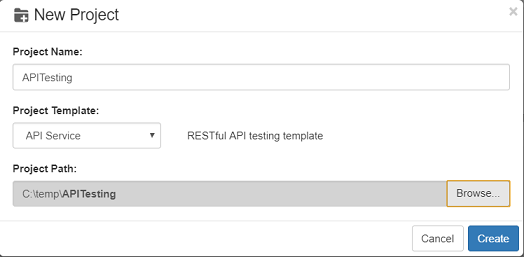 New Project
×
Project Name:
APITesting
Project Template:
API Service RESTful API testing template
Project Path:
C:\temp\APITesting Browse...
Cancel Create